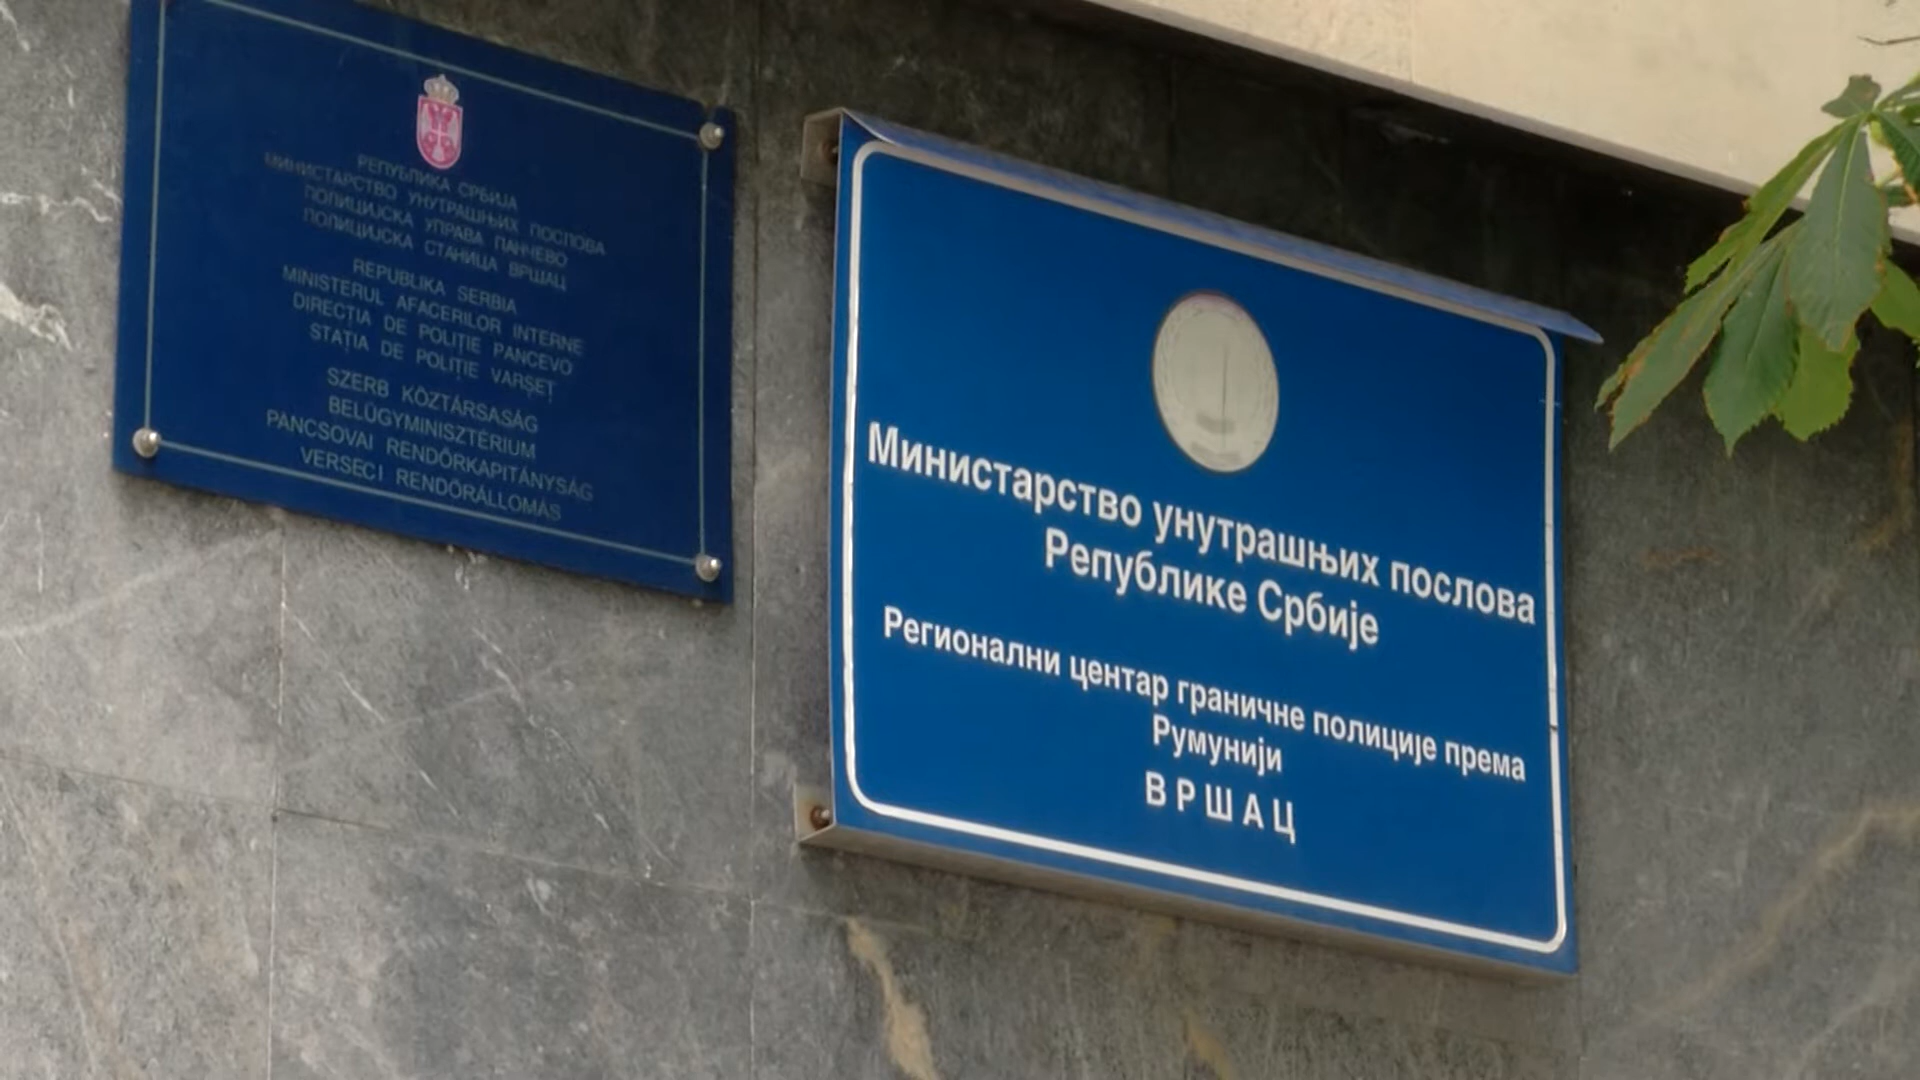 РЕПУБЛИКА СРБИЈА
МИНИСТАРСТВО УНУТРАШЊИХ ПОСЛОВА
ПОЛИЦИЈСКА УПРАВА ПАНЧЕВО
ПОЛИЦИЈСКА СТАНИЦА ВРШАЦ
REPUBLIKA SERBIA
MINISTERUL AFACERILOR INTERNE
DIRECȚIA DE POLIȚIE PANCEVO
STAȚIA DE POLIȚIE VARȘEȚ
SZERB KÖZTÁRSASÁG
BELÜGYMINISZTÉRIUM
PANCSOVAI RENDŐRKAPITÁNYSÁG
VERSECI RENDŐRÁLLOMÁS
Министарство унутрашњих послова
Републике Србије
Регионални центар граничне полиције према
Румунији
ВРШАЦ